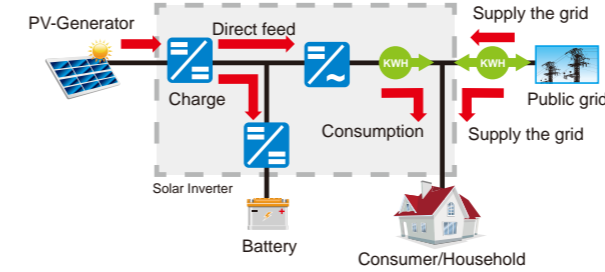 Supply the grid
PV-Generator
Direct feed
KWH
KWH
Charge
Public grid
Consumption
Supply the grid
Solar Inverter
Battery
Consumer/Household